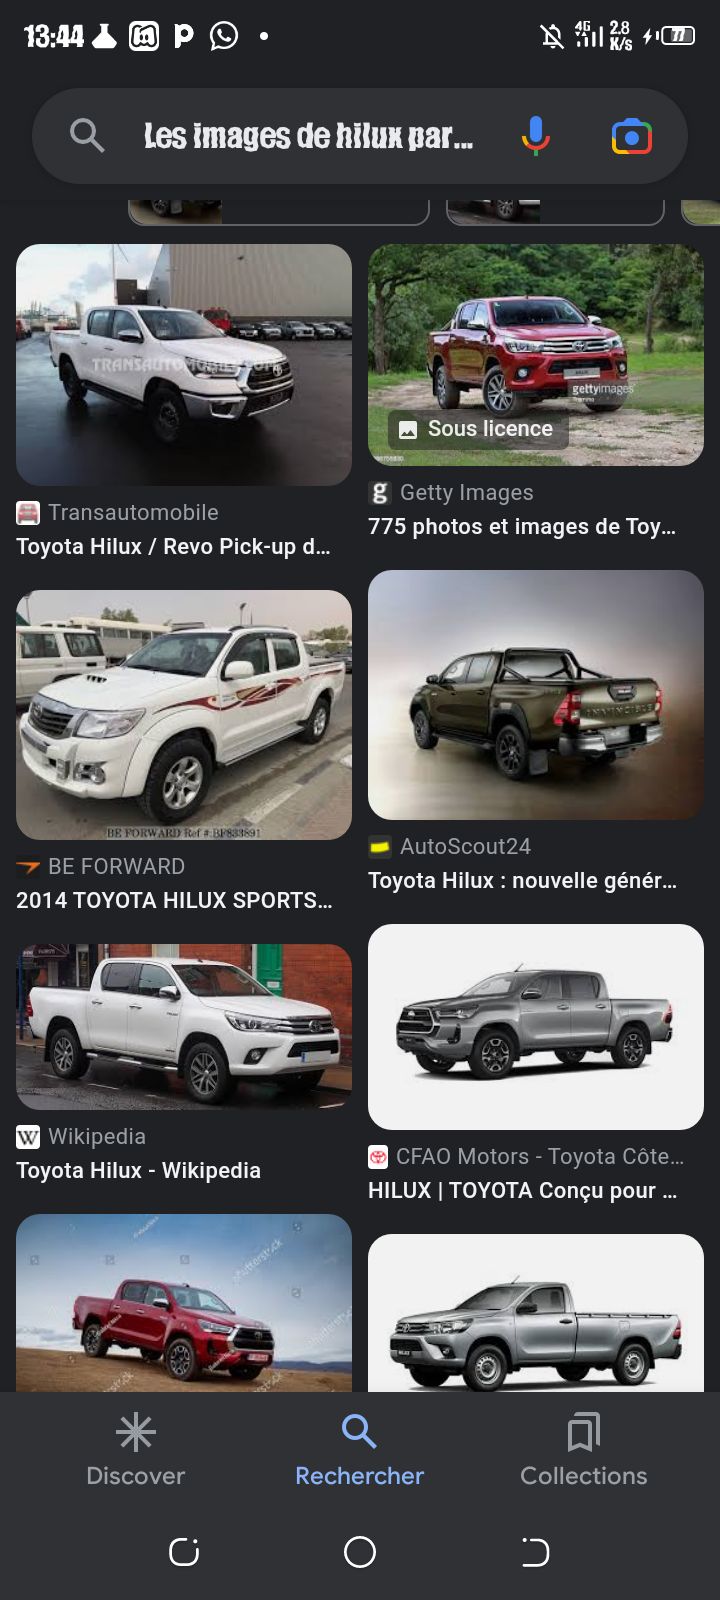 13:44
4G
2.8 K/s
77
Les images de hilux par...
TRANSAUTOMOBILE.COM
Transautomobile
Toyota Hilux / Revo Pick-up d...
gettyimages
Sous licence
Getty Images
775 photos et images de Toy...
BE FORWARD Ref #:BF833891
BE FORWARD
2014 TOYOTA HILUX SPORTS...
INVINCIBLE
AutoScout24
Toyota Hilux : nouvelle génér...
W Wikipedia
Toyota Hilux - Wikipedia
CFAO Motors - Toyota Côte...
HILUX | TOYOTA Conçu pour ...
shutterstock
Discover
Rechercher
Collections